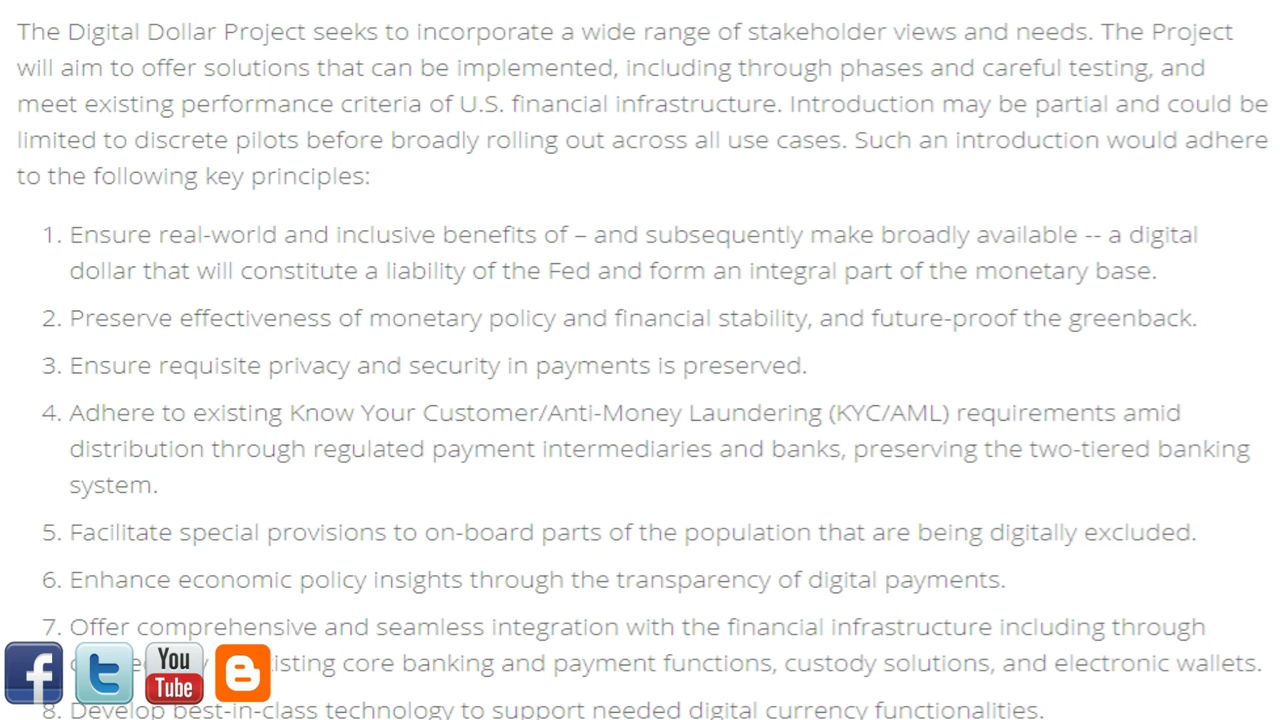 The Digital Dollar Project seeks to incorporate a wide range of stakeholder views and needs. The Project
will aim to offer solutions that can be implemented, including through phases and careful testing, and
meet existing performance criteria of U.S. financial infrastructure. Introduction may be partial and could be
limited to discrete pilots before broadly rolling out across all use cases. Such an introduction would adhere
to the following key principles:
1. Ensure real-world and inclusive benefits of – and subsequently make broadly available -- a digital
dollar that will constitute a liability of the Fed and form an integral part of the monetary base.
2. Preserve effectiveness of monetary policy and financial stability, and future-proof the greenback.
3. Ensure requisite privacy and security in payments is preserved.
4. Adhere to existing Know Your Customer/Anti-Money Laundering (KYC/AML) requirements amid
distribution through regulated payment intermediaries and banks, preserving the two-tiered banking
system.
5. Facilitate special provisions to on-board parts of the population that are being digitally excluded.
6. Enhance economic policy insights through the transparency of digital payments.
7. Offer comprehensive and seamless integration with the financial infrastructure including through
core banking and payment functions, custody solutions, and electronic wallets.
8. Develop best-in-class technology to support needed digital currency functionalities.
f t You Tube B